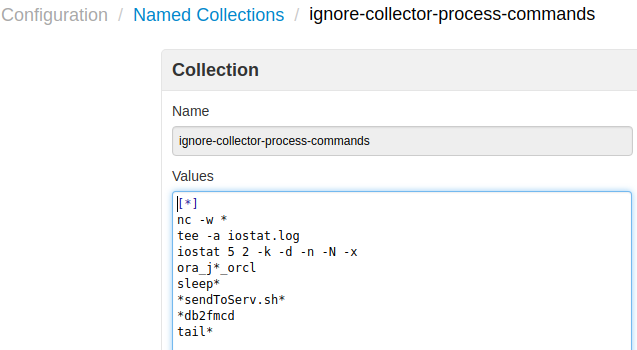 Configuration / Named Collections / ignore-collector-process-commands
Collection
Name
ignore-collector-process-commands
Values
[*]
nc -w *
tee -a iostat.log
iostat 5 2 -k -d -n -N -x
ora_j*_orcl
sleep*
*sendToServ.sh*
*db2fmcd
tail*